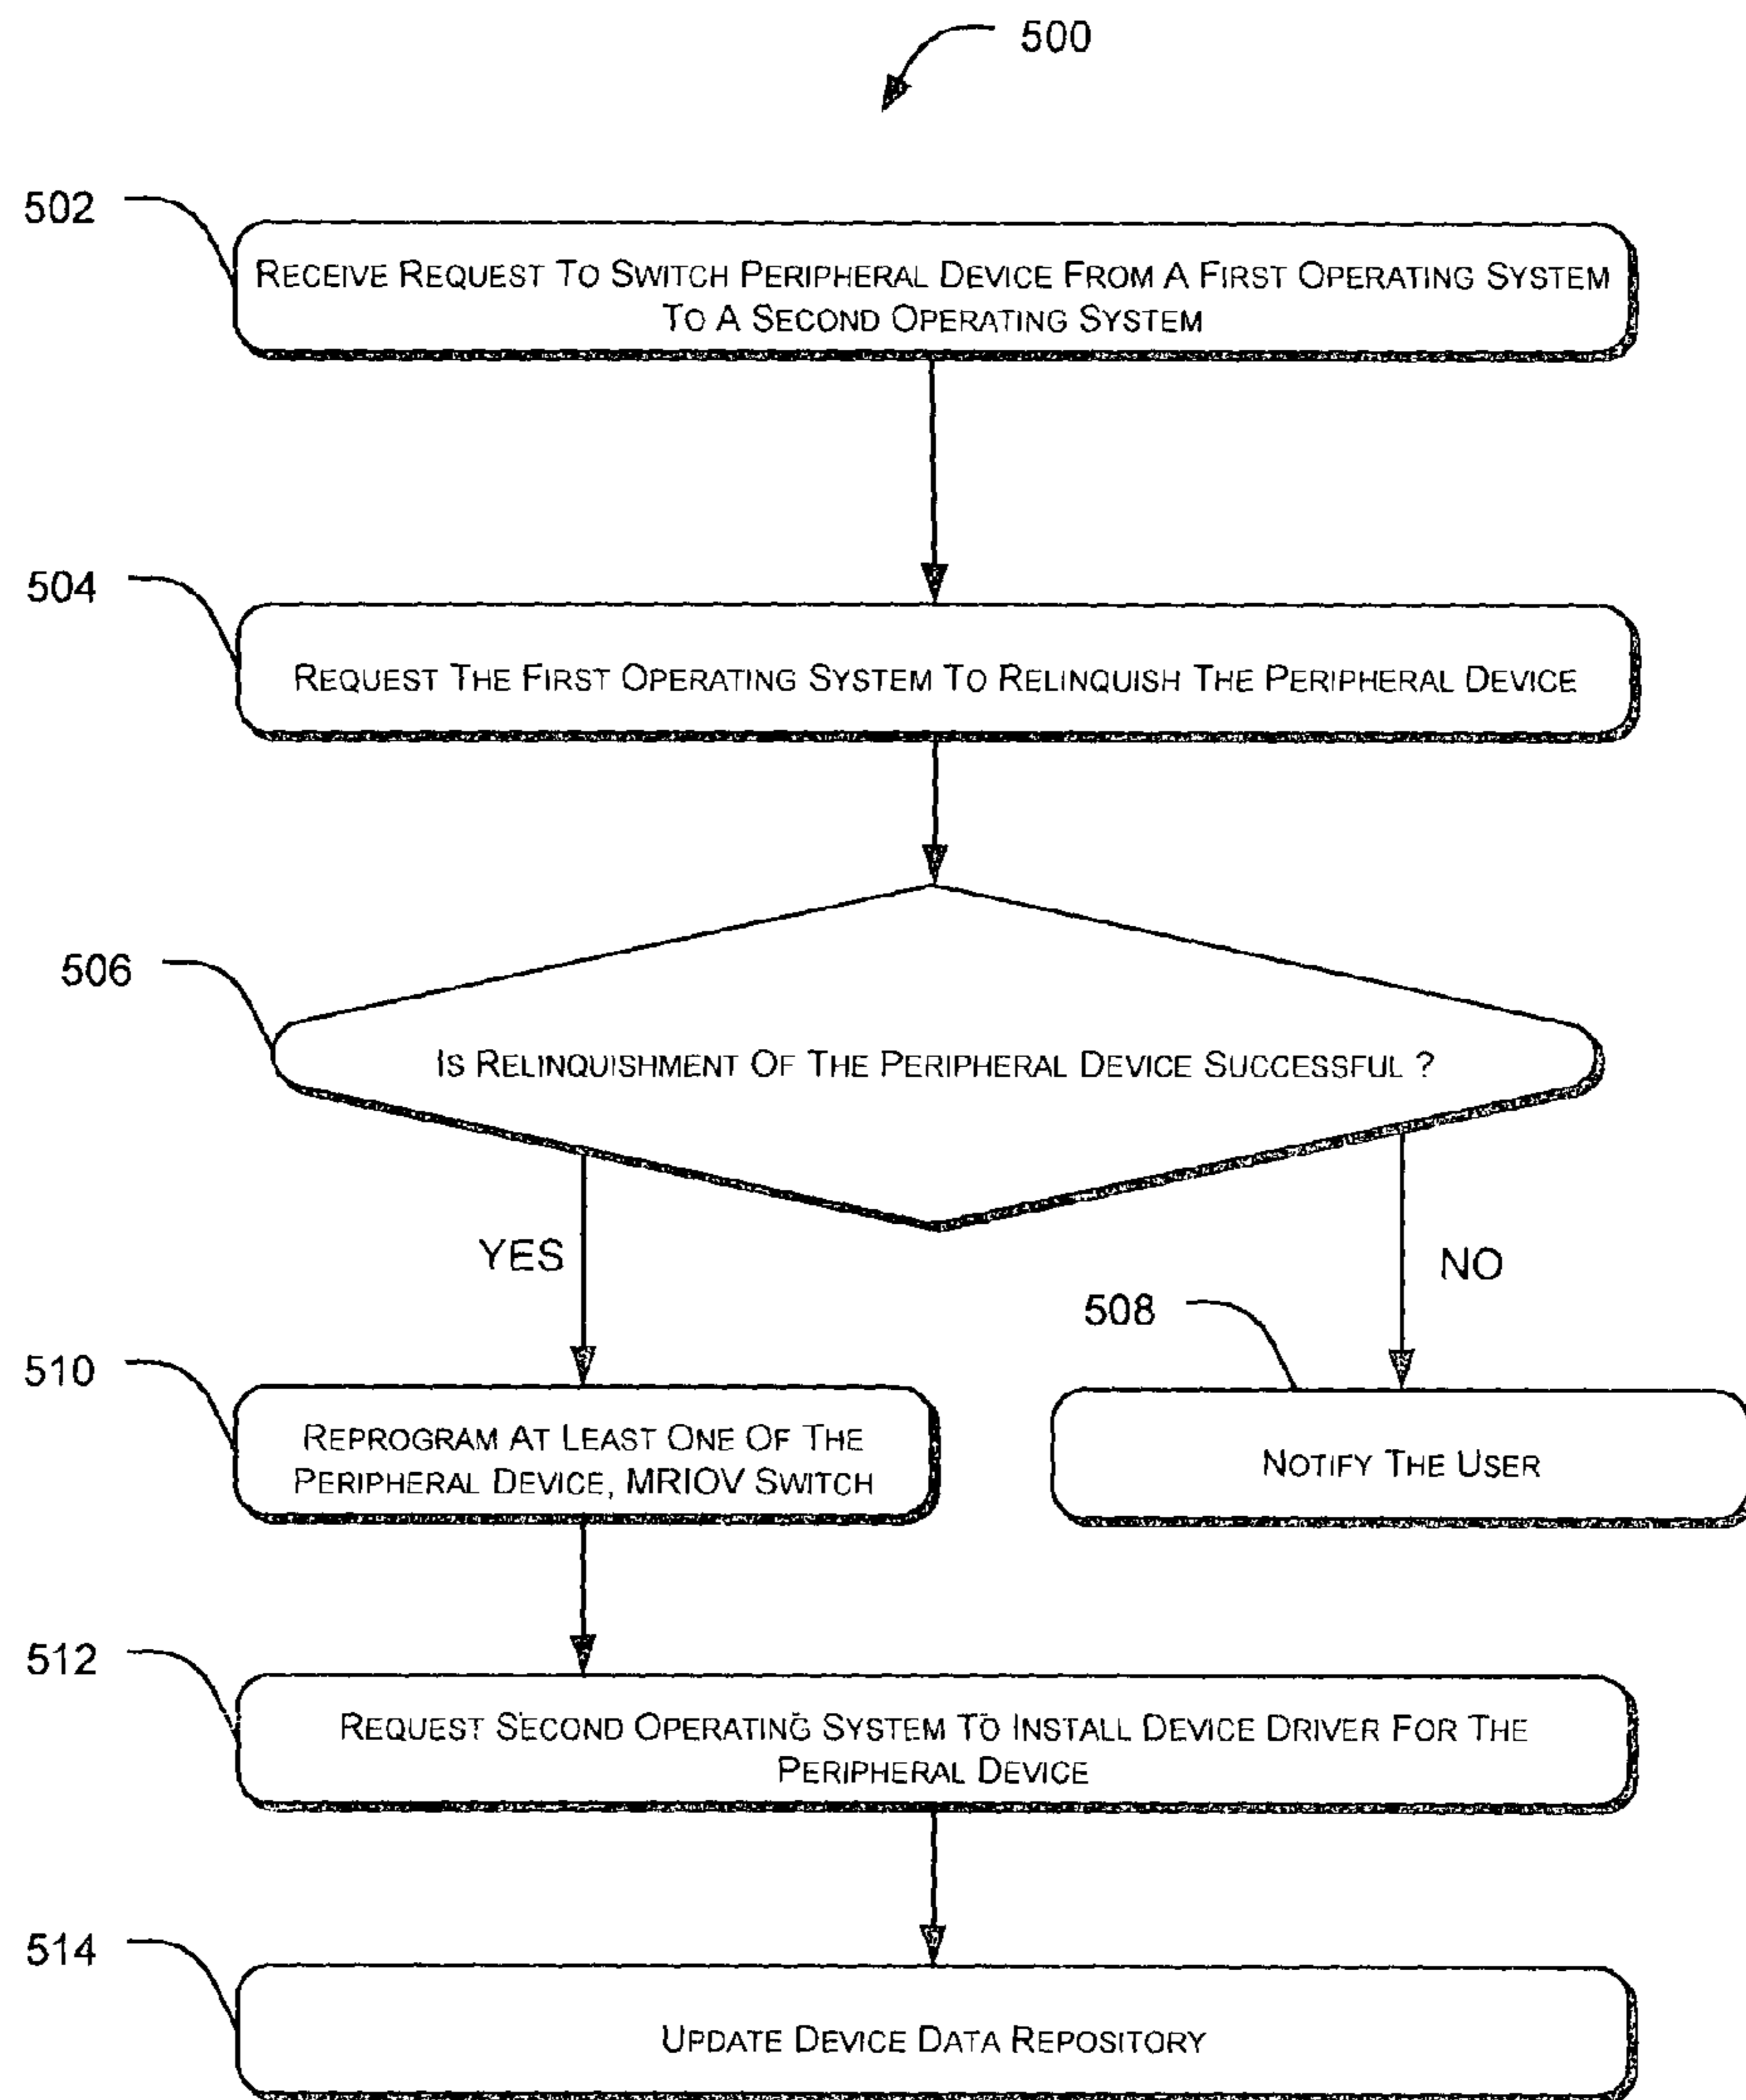 500
502
RECEIVE REQUEST TO SWITCH PERIPHERAL DEVICE FROM A FIRST OPERATING SYSTEM
TO A SECOND OPERATING SYSTEM
504
REQUEST THE FIRST OPERATING SYSTEM TO RELINQUISH THE PERIPHERAL DEVICE
506
IS RELINQUISHMENT OF THE PERIPHERAL DEVICE SUCCESSFUL ?
YES
NO
508
510
REPROGRAM AT LEAST ONE OF THE
PERIPHERAL DEVICE, MRIOV SWITCH
NOTIFY THE USER
512
REQUEST SECOND OPERATING SYSTEM TO INSTALL DEVICE DRIVER FOR THE
PERIPHERAL DEVICE
514
UPDATE DEVICE DATA REPOSITORY